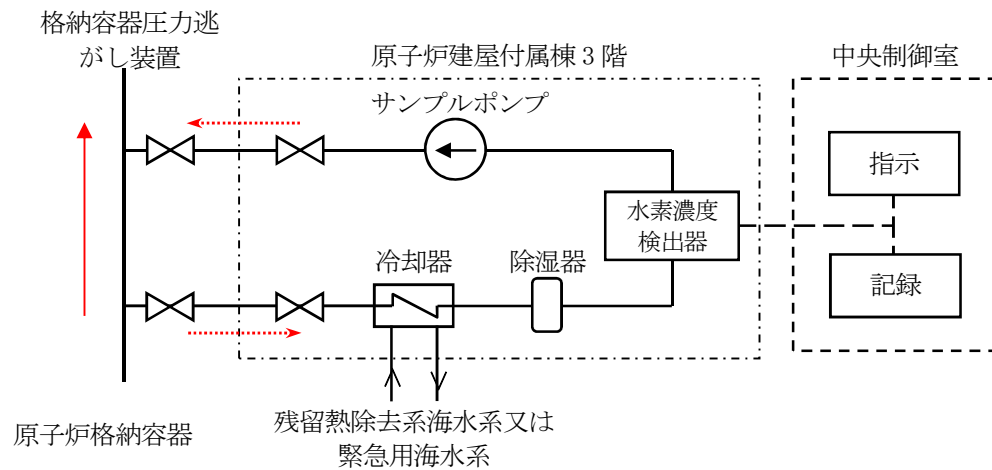 格納容器圧力逃
がし装置
原子炉建屋付属棟3階
中央制御室
サンプルポンプ
指示
水素濃度
検出器
冷却器
除湿器
記録
残留熱除去系海水系又は
緊急用海水系
原子炉格納容器